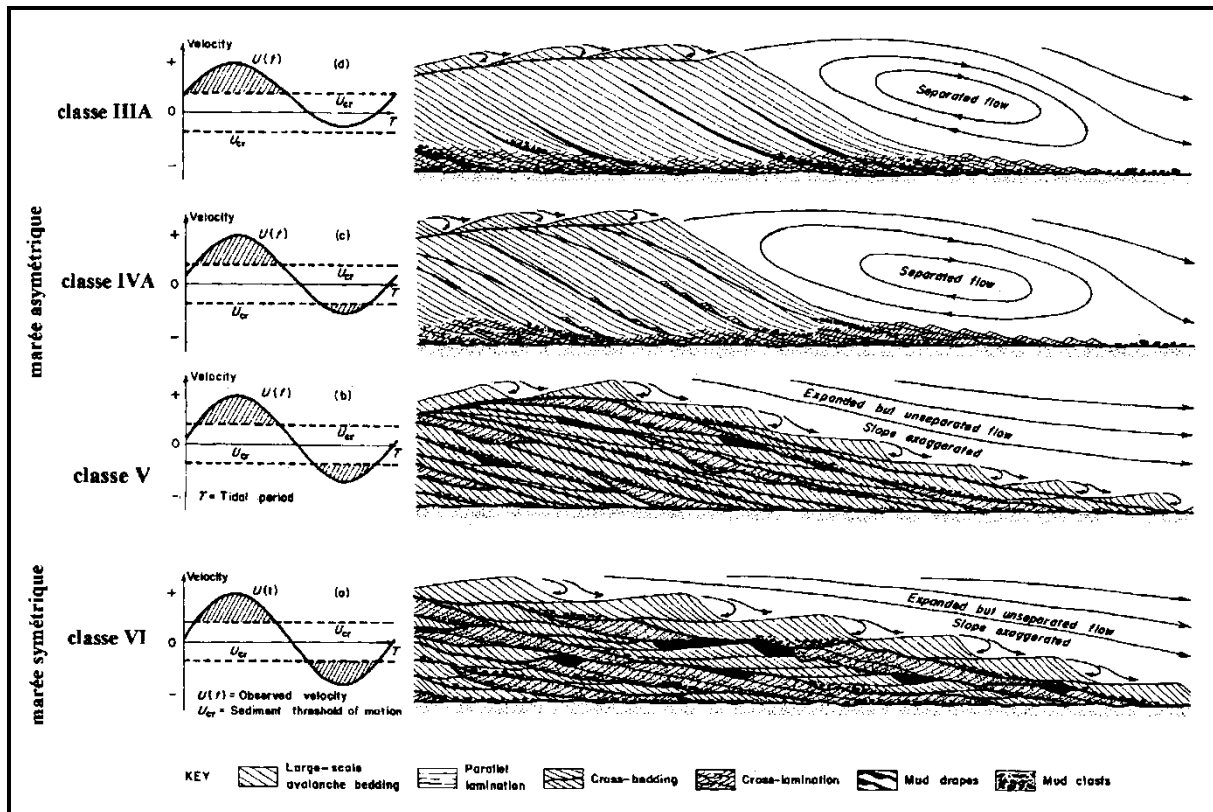 Velocity
+
U(t)
(d)
Ucr
classe IIIA
0
T
Ucr
–
Separated flow
Velocity
+
U(t)
(c)
Ucr
classe IVA
0
T
Ucr
–
Separated flow
marée asymétrique
Velocity
+
U(t)
(b)
Ucr
0
T
Ucr
classe V
–
T = Tidal period
Expanded but unseparated flow
Slope exaggerated
Velocity
+
U(t)
(a)
Ucr
classe VI
0
T
Ucr
–
U(t) = Observed velocity
Ucr = Sediment threshold of motion
Expanded but unseparated flow
Slope exaggerated
marée symétrique
KEY
Large-scale
avalanche bedding
Parallel
lamination
Cross-bedding
Cross-lamination
Mud drapes
Mud clasts